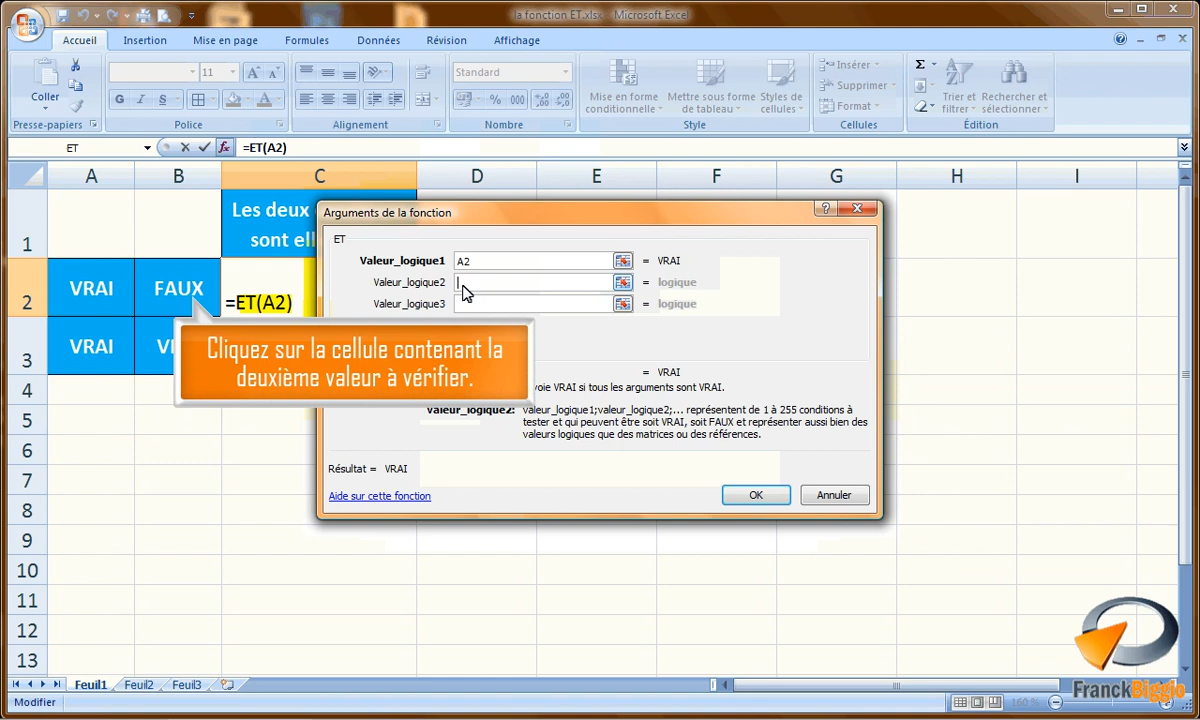 la fonction ET.xlsx - Microsoft Excel
Accueil Insertion Mise en page Formules Données Révision Affichage
Coller
11
Standard
G I S
% 000
Mise en forme conditionnelle
Mettre sous forme de tableau
Styles de cellules
Insérer
Supprimer
Format
Σ
Trier et filtrer
Rechercher et sélectionner
Presse-papiers Police Alignement Nombre Style Cellules Édition
ET fx =ET(A2)
A B C D E F G H I
1
Les deux
sont ell
2 VRAI FAUX =ET(A2)
3 VRAI V
4
5
6
7
8
9
10
11
12
13
Cliquez sur la cellule contenant la
deuxième valeur à vérifier.
Arguments de la fonction
ET
Valeur_logique1 A2 = VRAI
Valeur_logique2 = logique
Valeur_logique3 = logique
= VRAI
voie VRAI si tous les arguments sont VRAI.
Valeur_logique2: valeur_logique1;valeur_logique2;... représentent de 1 à 255 conditions à
tester et qui peuvent être soit VRAI, soit FAUX et représenter aussi bien des
valeurs logiques que des matrices ou des références.
Résultat = VRAI
Aide sur cette fonction
OK Annuler
Feuil1 Feuil2 Feuil3
Modifier
160 %
FranckBiggio